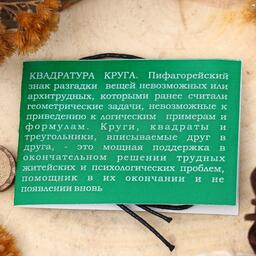 КВАДРАТУРА КРУГА. Пифагорейский
знак разгадки вещей невозможных или
архитрудных, которыми ранее считали
геометрические задачи, невозможные к
приведению к логическим примерам и
формулам. Круги, квадраты и
треугольники, вписываемые друг в
друга, - это мощная поддержка в
окончательном решении трудных
житейских и психологических проблем,
помощник в их окончании и не
появлении вновь